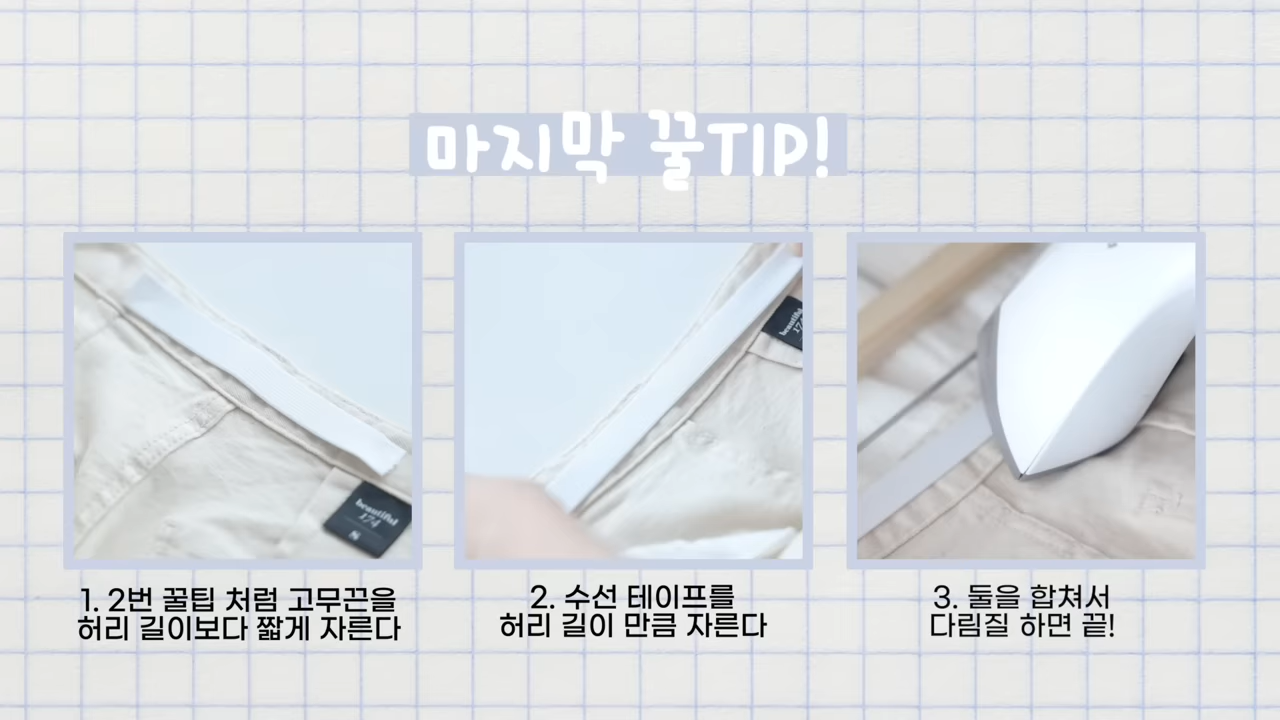 마지막 꿀TIP!
beautiful
174
S
beautiful
1. 2번 꿀팁 처럼 고무끈을
허리 길이보다 짧게 자른다
2. 수선 테이프를
허리 길이 만큼 자른다
3. 둘을 합쳐서
다림질 하면 끝!